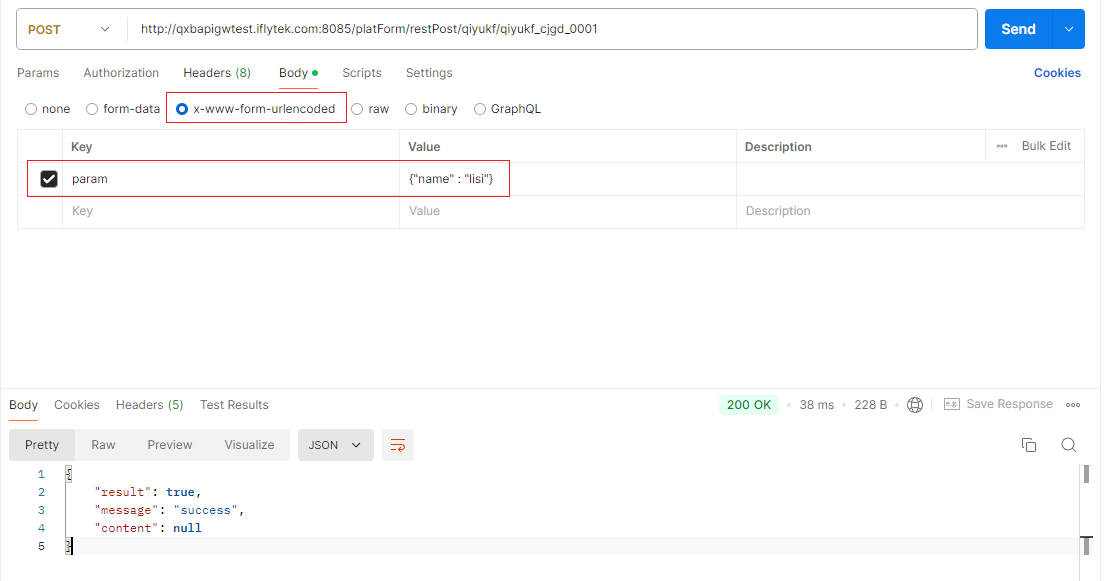 POST http://qxbapigwtest.iflytek.com:8085/platForm/restPost/qiyukf/qiyukf_cjgd_0001 Send
Params Authorization Headers (8) Body Scripts Settings Cookies
none form-data x-www-form-urlencoded raw binary GraphQL
Key Value Description Bulk Edit
param {"name" : "lisi"}
Key Value Description
Body Cookies Headers (5) Test Results 200 OK 38 ms 228 B e.g. Save Response
Pretty Raw Preview Visualize JSON
1 {
2 "result": true,
3 "message": "success",
4 "content": null
5 }